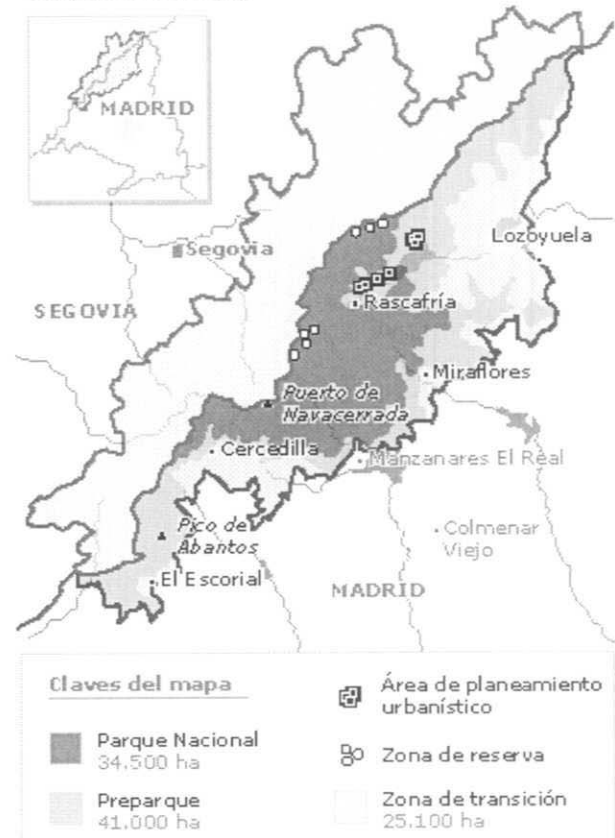 MADRID
Segovia
SEGOVIA
Lozoyuela
Rascafría
Miraflores
Puerto de
Navacerrada
Cercedilla
Manzanares El Real
Pico de
Abantos
Colmenar
Viejo
El Escorial
MADRID
Claves del mapa
Parque Nacional
34.500 ha
Preparque
41.000 ha
Área de planeamiento
urbanístico
Zona de reserva
Zona de transición
25.100 ha